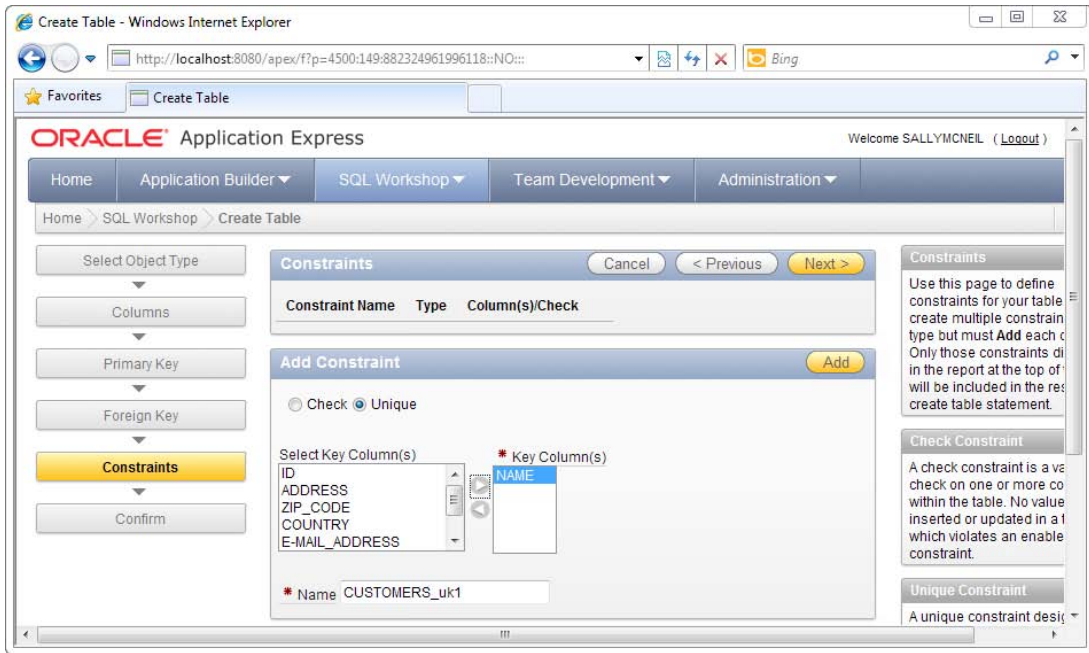 Create Table - Windows Internet Explorer
http://localhost:8080/apex/f?p=4500:149:882324961996118::NO:::
Bing
Favorites
Create Table
ORACLE Application Express
Welcome SALLYMCNEIL ( Logout )
Home
Application Builder
SQL Workshop
Team Development
Administration
Home
SQL Workshop
Create Table
Select Object Type
Columns
Primary Key
Foreign Key
Constraints
Confirm
Constraints
Cancel
< Previous
Next >
Constraint Name Type Column(s)/Check
Add Constraint
Add
Check Unique
Select Key Column(s)
ID
ADDRESS
ZIP_CODE
COUNTRY
E-MAIL_ADDRESS
* Key Column(s)
NAME
* Name CUSTOMERS_uk1
Constraints
Use this page to define
constraints for your table
create multiple constrain
type but must Add each c
Only those constraints di
in the report at the top of
will be included in the res
create table statement.
Check Constraint
A check constraint is a va
check on one or more co
within the table. No value
inserted or updated in a t
which violates an enable
constraint.
Unique Constraint
A unique constraint desig